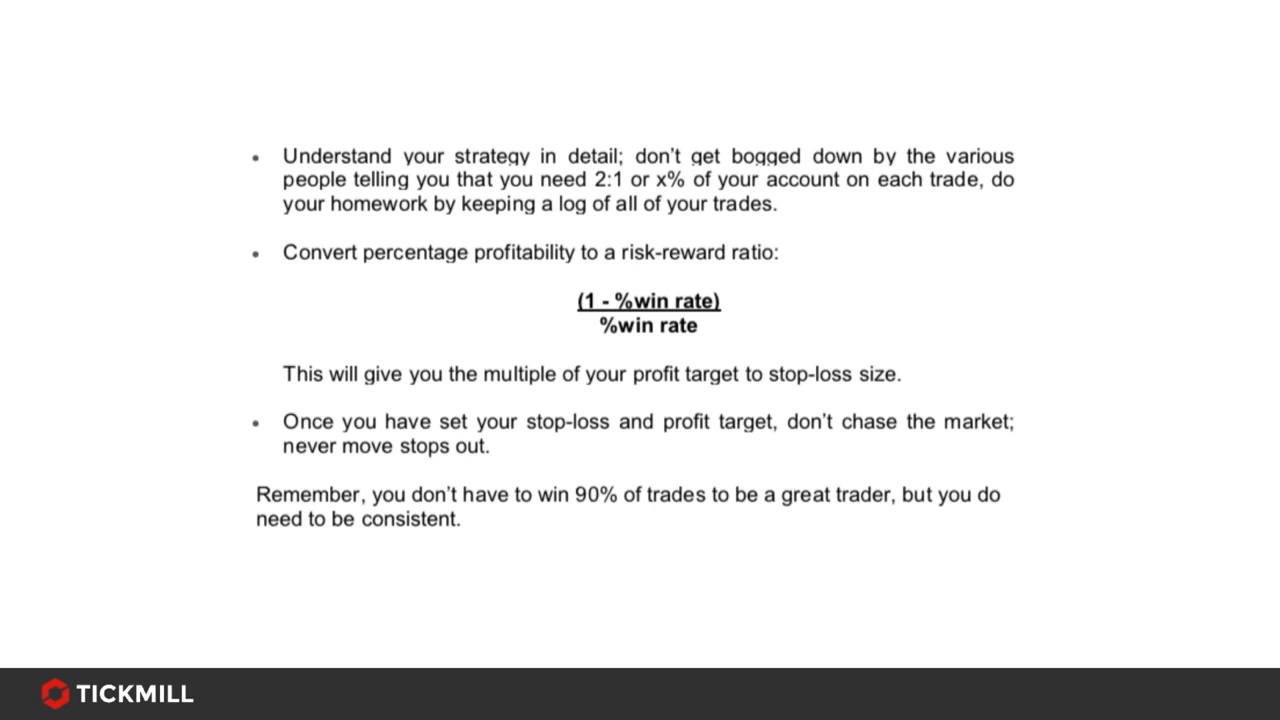 • Understand your strategy in detail; don't get bogged down by the various
people telling you that you need 2:1 or x% of your account on each trade, do
your homework by keeping a log of all of your trades.
• Convert percentage profitability to a risk-reward ratio:
(1 - %win rate)
%win rate
This will give you the multiple of your profit target to stop-loss size.
• Once you have set your stop-loss and profit target, don't chase the market;
never move stops out.
Remember, you don't have to win 90% of trades to be a great trader, but you do
need to be consistent.
TICKMILL